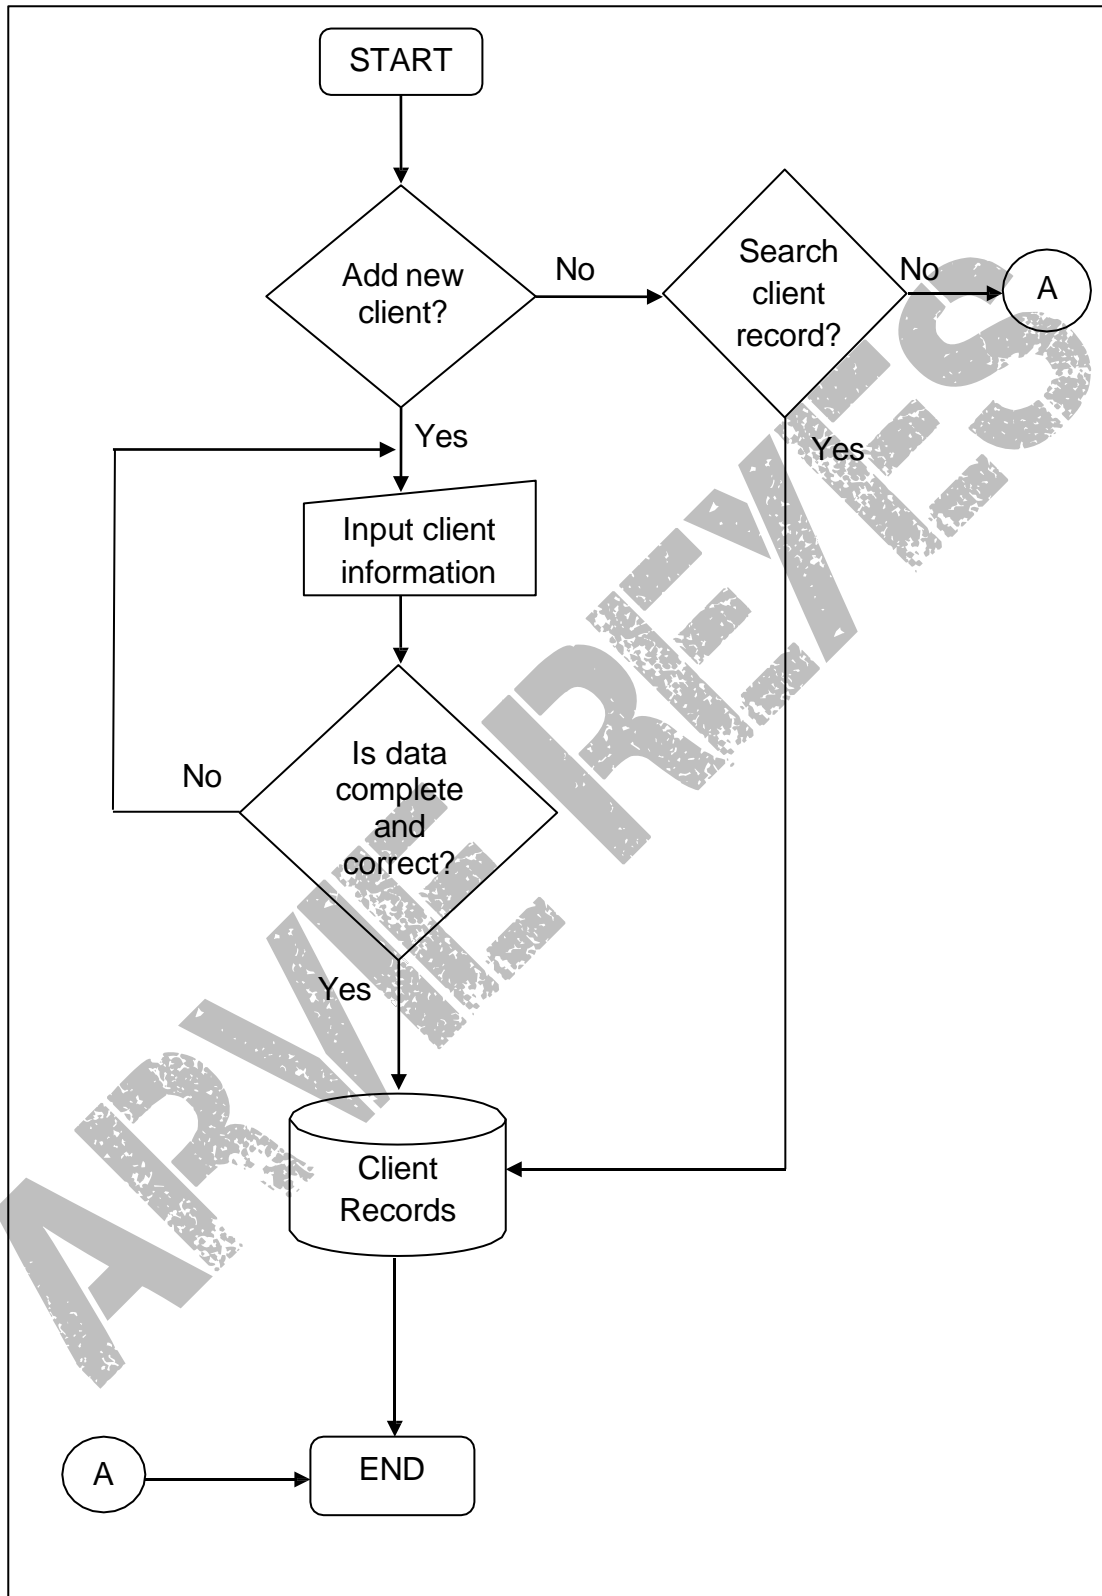 START
Add new
client?
No
Search
client
record?
No
A
Yes
Yes
Input client
information
Is data
complete
and
correct?
No
Yes
Client
Records
A
END
ARVIE REYES